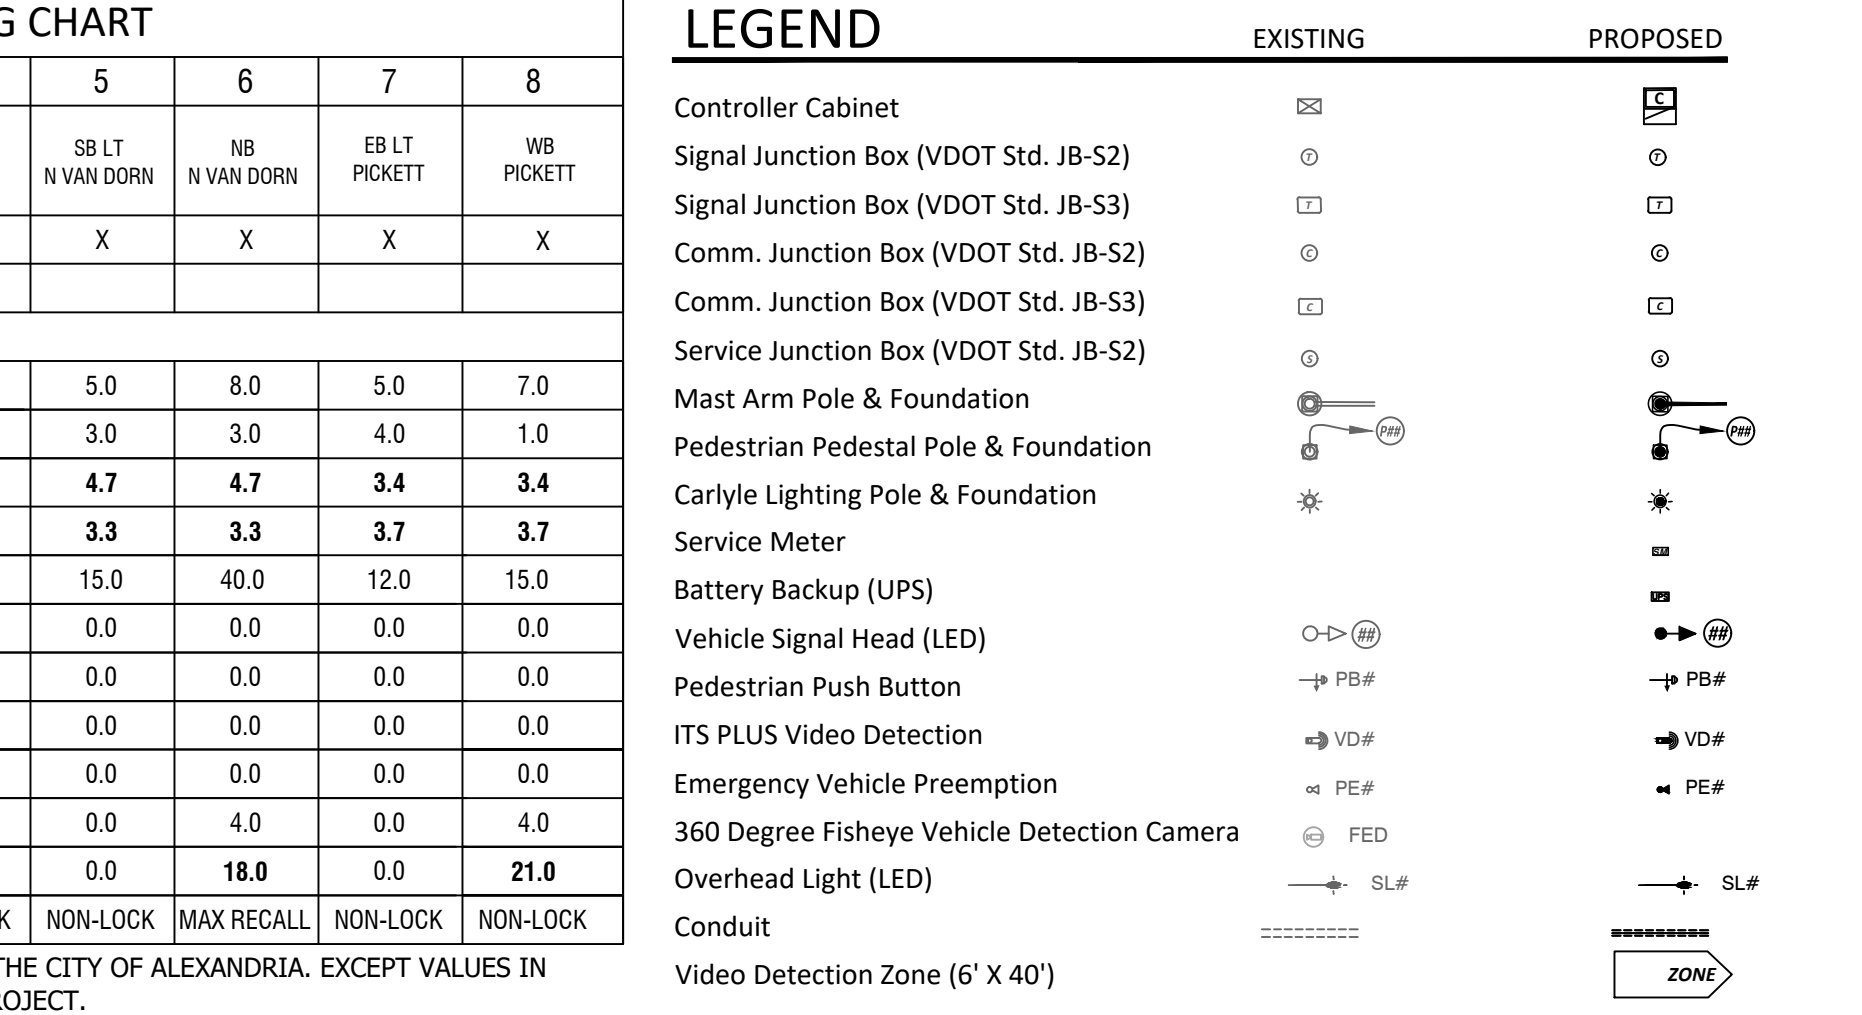 G CHART
5 6 7 8
SB LT NB EB LT WB
N VAN DORN N VAN DORN PICKETT PICKETT
X X X X
5.0 8.0 5.0 7.0
3.0 3.0 4.0 1.0
4.7 4.7 3.4 3.4
3.3 3.3 3.7 3.7
15.0 40.0 12.0 15.0
0.0 0.0 0.0 0.0
0.0 0.0 0.0 0.0
0.0 0.0 0.0 0.0
0.0 0.0 0.0 0.0
0.0 4.0 0.0 4.0
0.0 18.0 0.0 21.0
K NON-LOCK MAX RECALL NON-LOCK NON-LOCK
THE CITY OF ALEXANDRIA. EXCEPT VALUES IN
ROJECT.
LEGEND EXISTING PROPOSED
Controller Cabinet C
Signal Junction Box (VDOT Std. JB-S2) T T
Signal Junction Box (VDOT Std. JB-S3) T T
Comm. Junction Box (VDOT Std. JB-S2) C C
Comm. Junction Box (VDOT Std. JB-S3) C C
Service Junction Box (VDOT Std. JB-S2) S S
Mast Arm Pole & Foundation
Pedestrian Pedestal Pole & Foundation P## P##
Carlyle Lighting Pole & Foundation
Service Meter SM
Battery Backup (UPS) UPS
Vehicle Signal Head (LED) ## ##
Pedestrian Push Button PB# PB#
ITS PLUS Video Detection VD# VD#
Emergency Vehicle Preemption PE# PE#
360 Degree Fisheye Vehicle Detection Camera FED
Overhead Light (LED) SL# SL#
Conduit
Video Detection Zone (6' X 40') ZONE